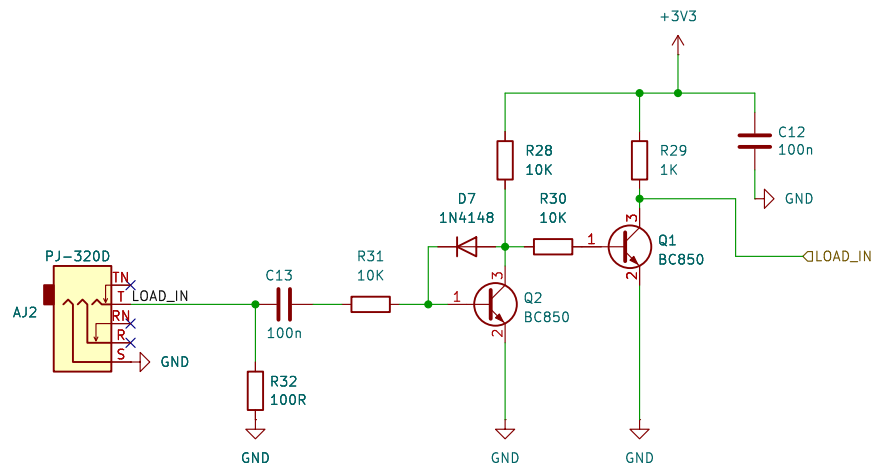 +3V3
C12
100n
GND
R28
10K
R29
1K
D7
1N4148
R30
10K
3
1
Q1
2
BC850
LOAD_IN
PJ-320D
AJ2
TN
T
LOAD_IN
RN
R
S
GND
C13
100n
R31
10K
3
1
Q2
BC850
2
R32
100R
GND
GND
GND